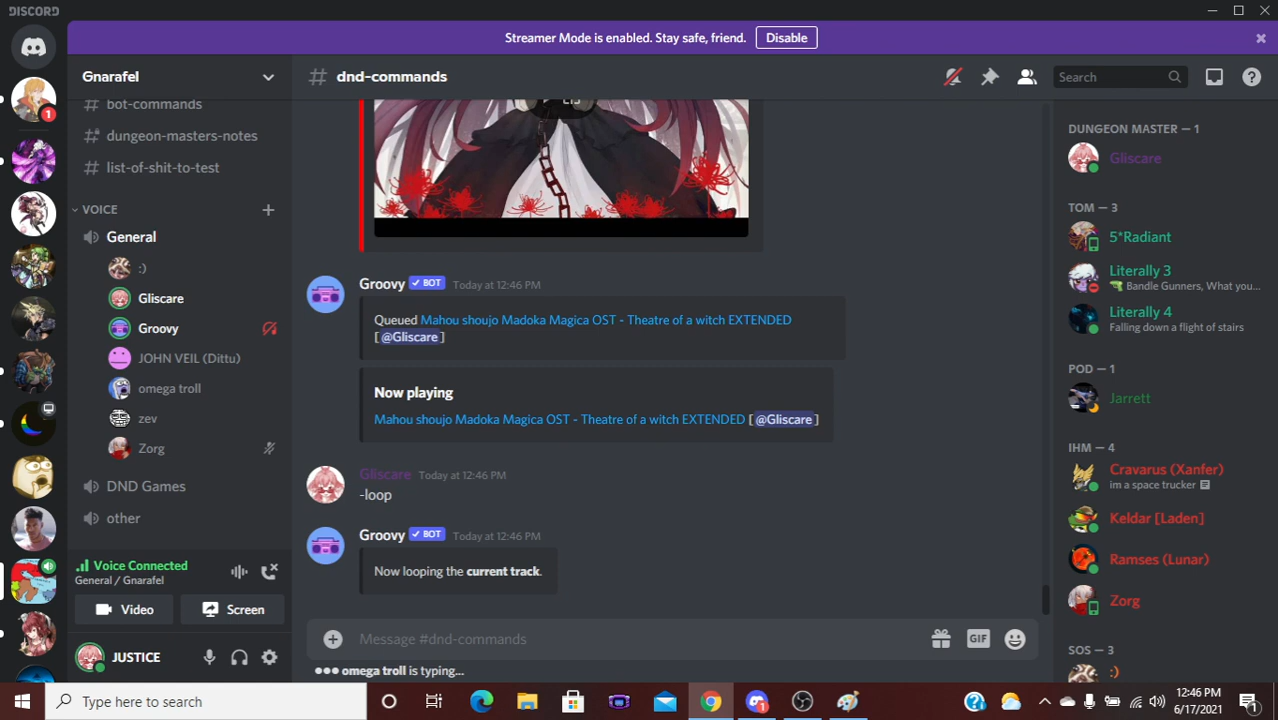 DISCORD
Streamer Mode is enabled. Stay safe, friend. Disable
Gnarafel
bot-commands
dungeon-masters-notes
list-of-shit-to-test
VOICE
General
:)
Gliscare
Groovy
JOHN VEIL (Dittu)
omega troll
zev
Zorg
DND Games
other
Voice Connected
General / Gnarafel
Video
Screen
JUSTICE
# dnd-commands
Search
Groovy BOT Today at 12:46 PM
Queued Mahou shoujo Madoka Magica OST - Theatre of a witch EXTENDED
[ @Gliscare ]
Now playing
Mahou shoujo Madoka Magica OST - Theatre of a witch EXTENDED [ @Gliscare ]
Gliscare Today at 12:46 PM
-loop
Groovy BOT Today at 12:46 PM
Now looping the current track.
Message #dnd-commands
GIF
omega troll is typing...
DUNGEON MASTER — 1
Gliscare
TOM — 3
5*Radiant
Literally 3
Bandle Gunners, What you...
Literally 4
Falling down a flight of stairs
POD — 1
Jarrett
IHM — 4
Cravarus (Xanfer)
im a space trucker
Keldar [Laden]
Ramses (Lunar)
Zorg
SOS — 3
:)
1
Type here to search
1
12:46 PM
6/17/2021
1